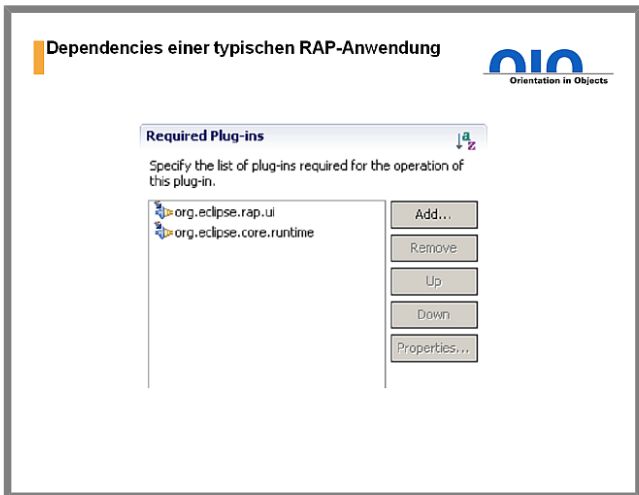 Dependencies einer typischen RAP-Anwendung
OIO
Orientation in Objects
Required Plug-ins
a
z
Specify the list of plug-ins required for the operation of
this plug-in.
org.eclipse.rap.ui
org.eclipse.core.runtime
Add...
Remove
Up
Down
Properties...